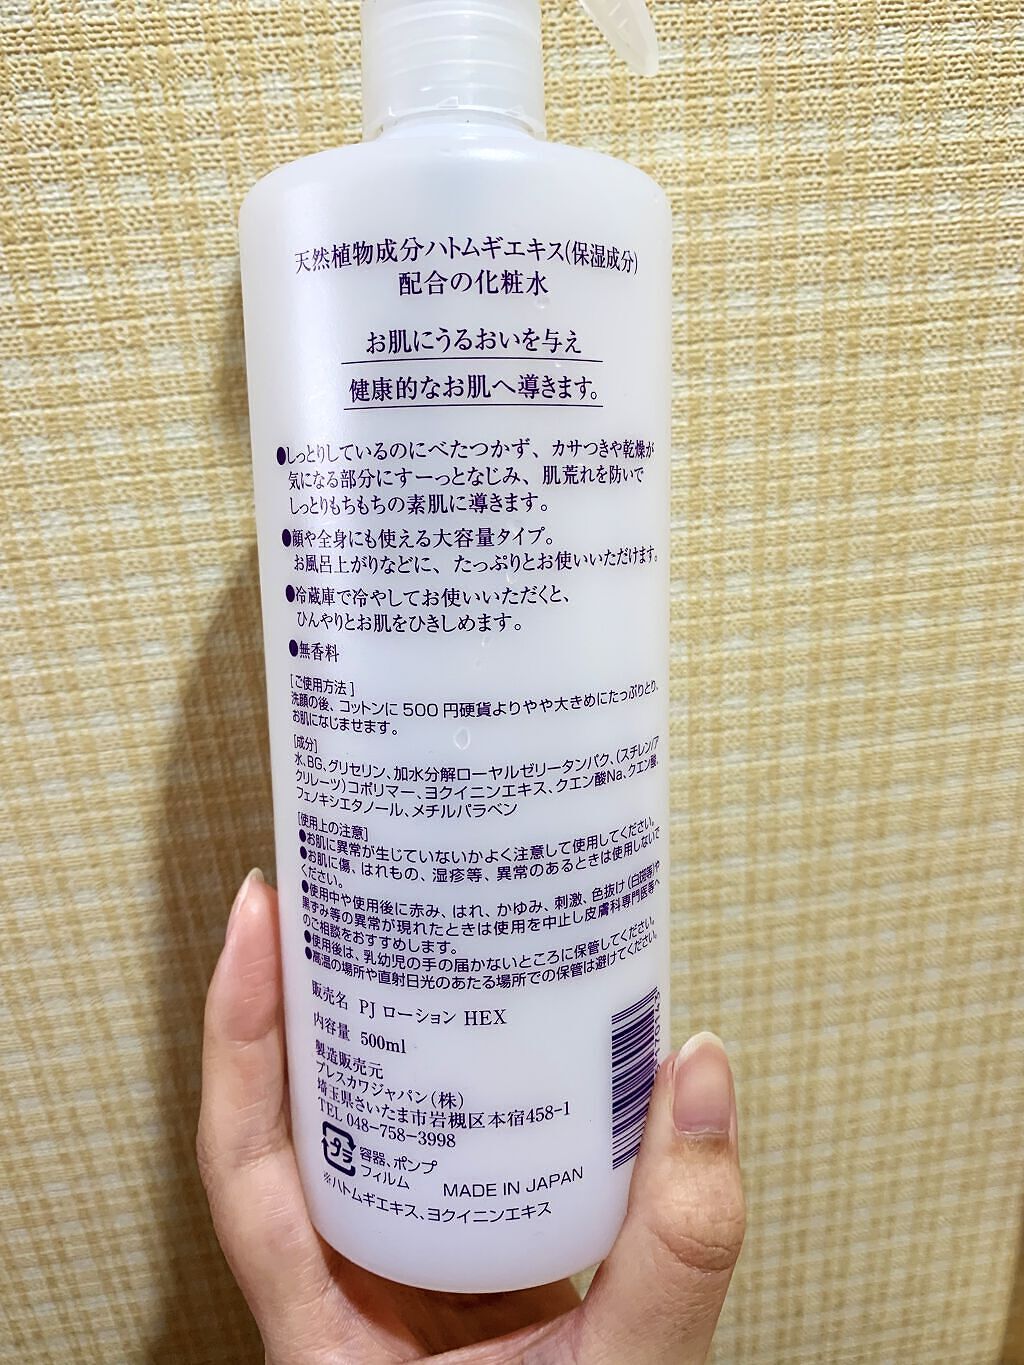 天然植物成分ハトムギエキス(保湿成分)
配合の化粧水
お肌にうるおいを与え
健康的なお肌へ導きます。
●しっとりしているのにべたつかず、カサつきや乾燥が
気になる部分にすーっとなじみ、肌荒れを防いで
しっとりもちもちの素肌に導きます。
●顔や全身にも使える大容量タイプ。
お風呂上がりなどに、たっぷりとお使いいただけます。
●冷蔵庫で冷やしてお使いいただくと、
ひんやりとお肌をひきしめます。
●無香料
[ご使用方法]
洗顔の後、コットンに500円硬貨よりやや大きめにたっぷりとり、
お肌になじませます。
[成分]
水、BG、グリセリン、加水分解ローヤルゼリータンパク、(スチレン/ア
クリレーツ)コポリマー、ヨクイニンエキス、クエン酸Na、クエン酸、
フェノキシエタノール、メチルパラベン
[使用上の注意]
●お肌に異常が生じていないかよく注意して使用してください。
●お肌に傷、はれもの、湿疹等、異常のあるときは使用しないで
ください。
●使用中や使用後に赤み、はれ、かゆみ、刺激、色抜け(白斑等)や
黒ずみ等の異常が現れたときは使用を中止し皮膚科専門医等へ
のご相談をおすすめします。
●使用後は、乳幼児の手の届かないところに保管してください。
●高温の場所や直射日光のあたる場所での保管は避けてください。
販売名 PJ ローション HEX
内容量 500ml
製造販売元
プレスカワジャパン(株)
埼玉県さいたま市岩槻区本宿458-1
TEL 048-758-3998
プラ
容器、ポンプ
フィルム
MADE IN JAPAN
※ハトムギエキス、ヨクイニンエキス